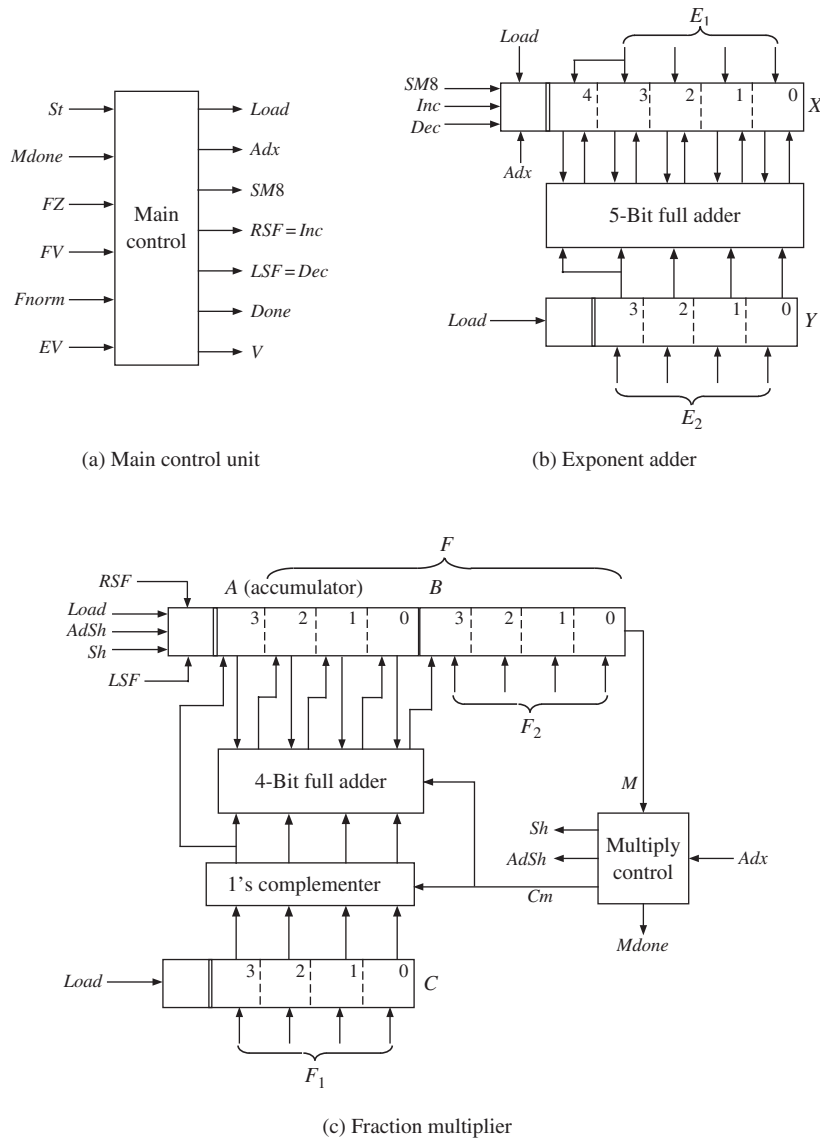 St
Mdone
FZ
FV
Fnorm
EV
Main
control
Load
Adx
SM8
RSF = Inc
LSF = Dec
Done
V
(a) Main control unit
E1
Load
SM8
Inc
Dec
Adx
4 3 2 1 0
X
5-Bit full adder
Load
3 2 1 0
Y
E2
(b) Exponent adder
F
RSF
A (accumulator)
B
Load
AdSh
Sh
LSF
3 2 1 0 3 2 1 0
F2
4-Bit full adder
M
Sh
AdSh
Cm
Multiply
control
Adx
Mdone
1's complementer
Load
3 2 1 0
C
F1
(c) Fraction multiplier